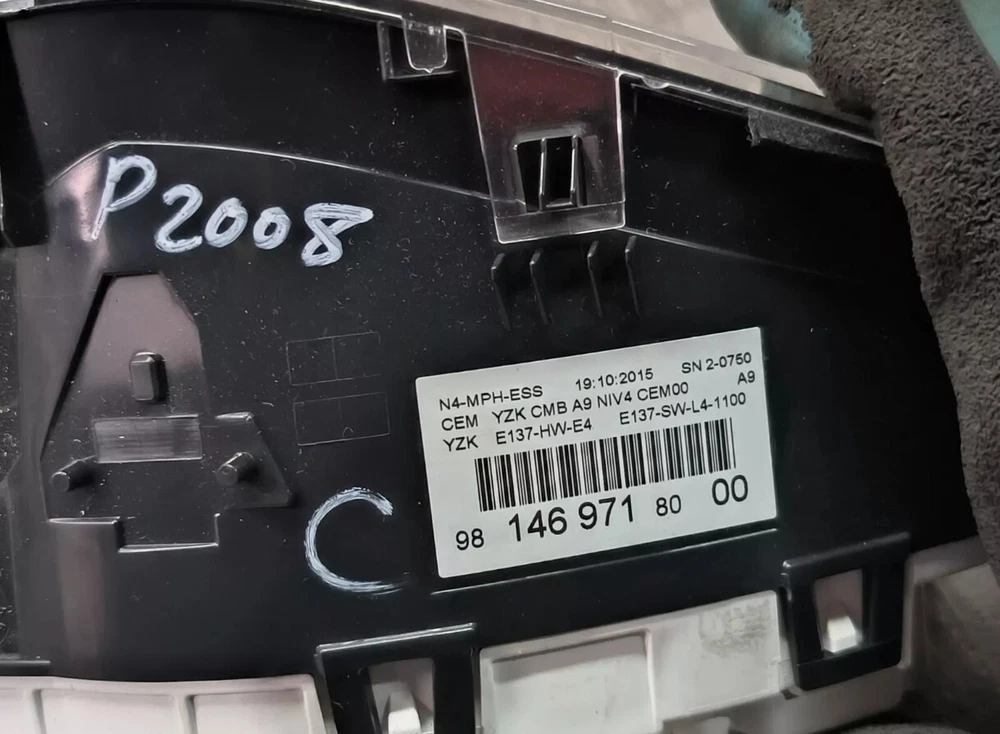 P2008
N4-MPH-ESS 19:10:2015 SN 2-0750
CEM YZK CMB A9 NIV4 CEM00 A9
YZK E137-HW-E4 E137-SW-L4-1100
98 146 971 80 00
C